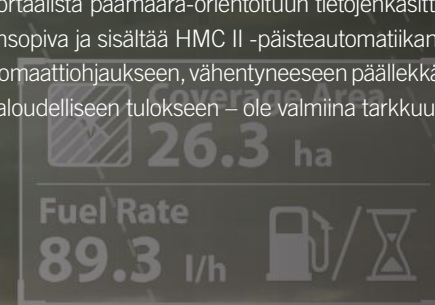 ortaalista päämäärä-orientoituun tietojenkäsitt
nsopiva ja sisältää HMC II -päisteautomatiikan
omaattiohjaukseen, vähentyneeseen päällekkä
aloudelliseen tulokseen – ole valmiina tarkkuu
Coverage Area
26.3 ha
Fuel Rate
89.3 l/h